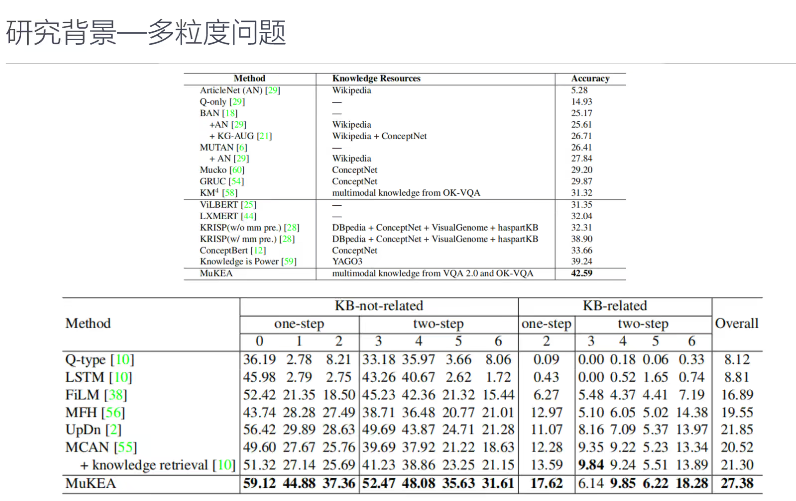 研究背景—多粒度问题
Method Knowledge Resources Accuracy
ArticleNet (AN) [29] Wikipedia 5.28
Q-only [29] — 14.93
BAN [18] — 25.17
+AN [29] Wikipedia 25.61
+ KG-AUG [21] Wikipedia + ConceptNet 26.71
MUTAN [6] — 26.41
+ AN [29] Wikipedia 27.84
Mucko [60] ConceptNet 29.20
GRUC [54] ConceptNet 29.87
KM⁴ [58] multimodal knowledge from OK-VQA 31.32
ViLBERT [25] — 31.35
LXMERT [44] — 32.04
KRISP(w/o mm pre.) [28] DBpedia + ConceptNet + VisualGenome + haspartKB 32.31
KRISP(w/ mm pre.) [28] DBpedia + ConceptNet + VisualGenome + haspartKB 38.90
ConceptBert [12] ConceptNet 33.66
Knowledge is Power [59] YAGO3 39.24
MuKEA multimodal knowledge from VQA 2.0 and OK-VQA 42.59
KB-not-related KB-related
Method one-step two-step one-step two-step Overall
0 1 2 3 4 5 6 2 3 4 5 6
Q-type [10] 36.19 2.78 8.21 33.18 35.97 3.66 8.06 0.09 0.00 0.18 0.06 0.33 8.12
LSTM [10] 45.98 2.79 2.75 43.26 40.67 2.62 1.72 0.43 0.00 0.52 1.65 0.74 8.81
FiLM [38] 52.42 21.35 18.50 45.23 42.36 21.32 15.44 6.27 5.48 4.37 4.41 7.19 16.89
MFH [56] 43.74 28.28 27.49 38.71 36.48 20.77 21.01 12.97 5.10 6.05 5.02 14.38 19.55
UpDn [2] 56.42 29.89 28.63 49.69 43.87 24.71 21.28 11.07 8.16 7.09 5.37 13.97 21.85
MCAN [55] 49.60 27.67 25.76 39.69 37.92 21.22 18.63 12.28 9.35 9.22 5.23 13.34 20.52
+ knowledge retrieval [10] 51.32 27.14 25.69 41.23 38.86 23.25 21.15 13.59 9.84 9.24 5.51 13.89 21.30
MuKEA 59.12 44.88 37.36 52.47 48.08 35.63 31.61 17.62 6.14 9.85 6.22 18.28 27.38